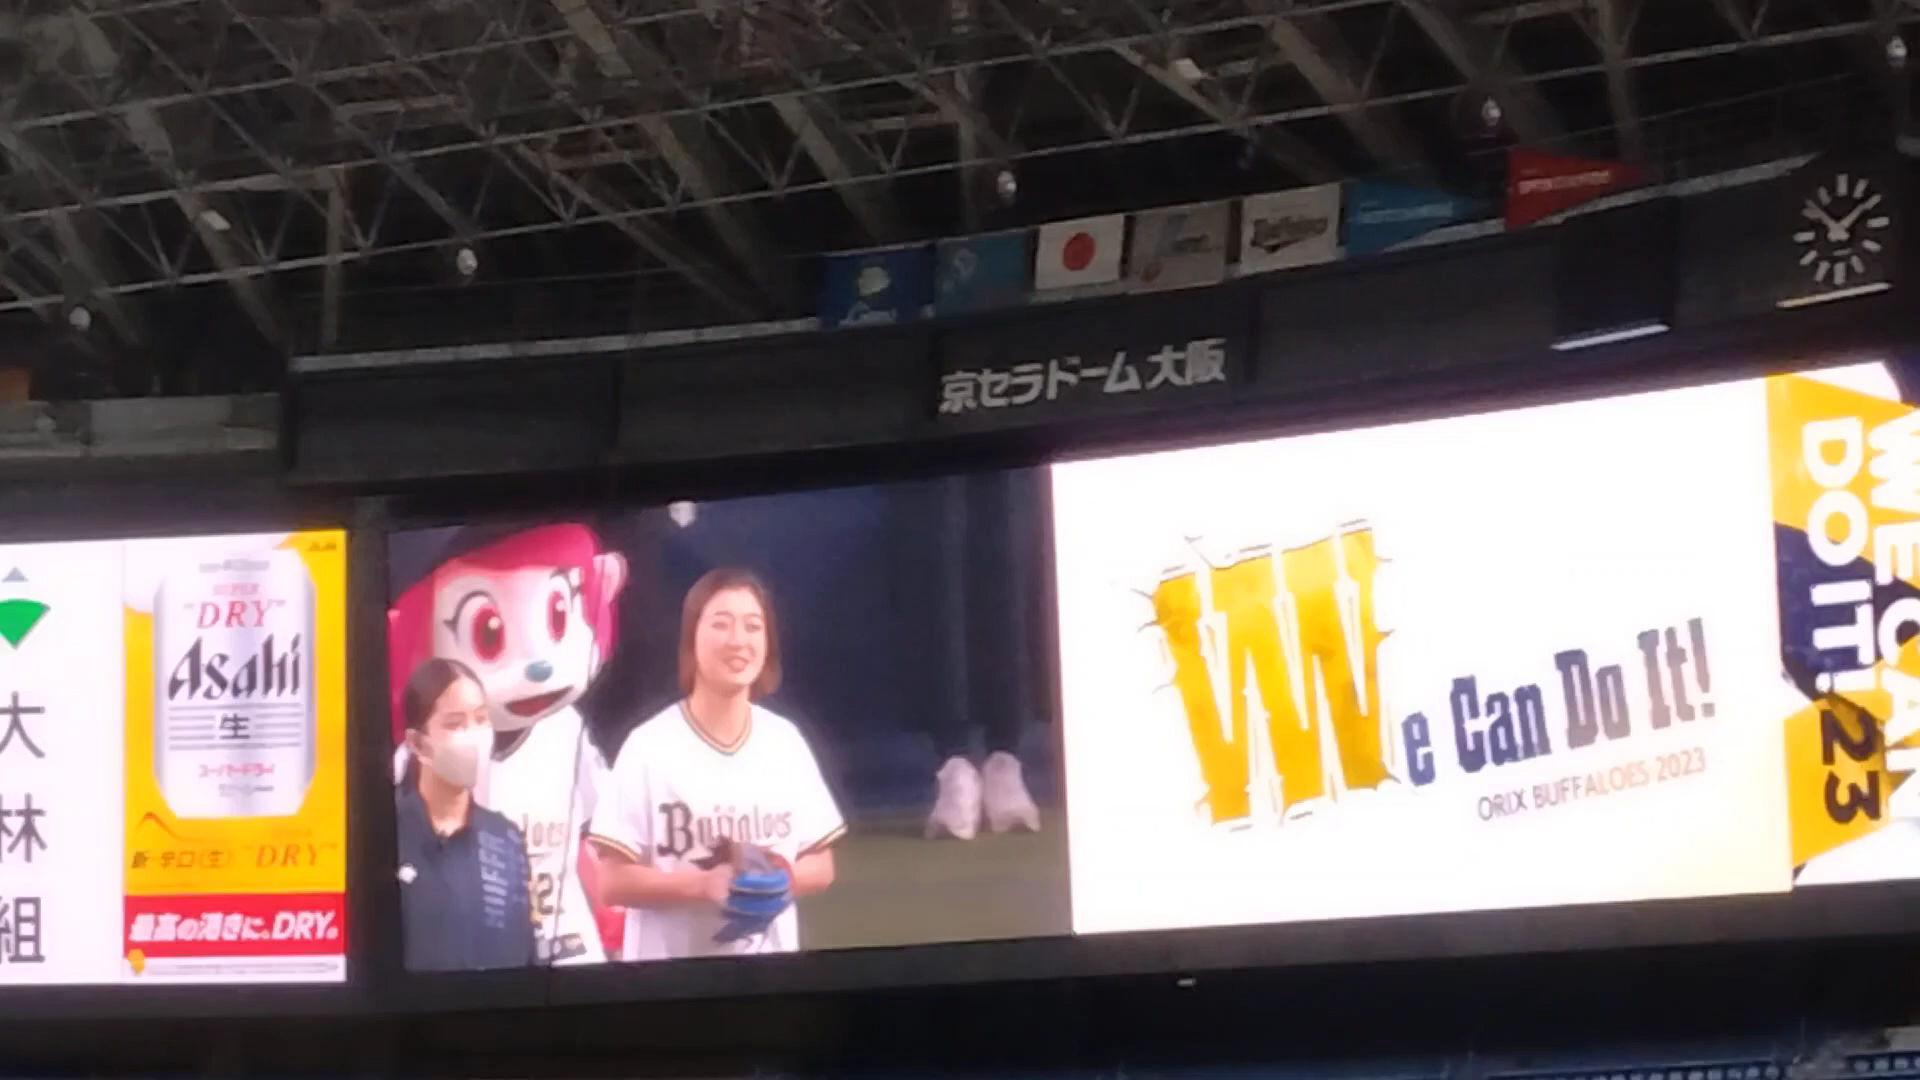 京セラドーム 大阪
大
林
組
SUPER
"DRY"
Asahi
生
スーパードライ
新・辛口〈生〉 "DRY"
最高の渇きに。DRY。
Buffaloes
loes
We Can Do It!
ORIX BUFFALOES 2023
WE CAN
DO IT! 23